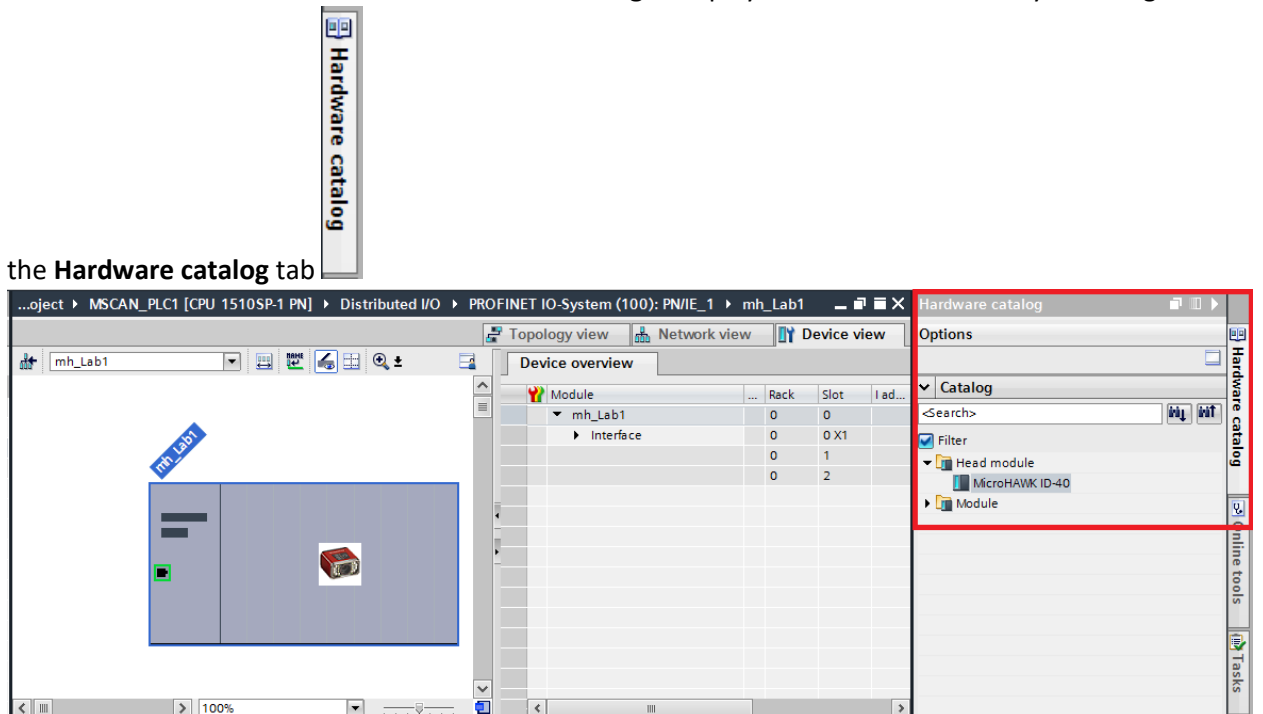 Hardware catalog
the Hardware catalog tab
...oject ▸ MSCAN_PLC1 [CPU 1510SP-1 PN] ▸ Distributed I/O ▸ PROFINET IO-System (100): PN/IE_1 ▸ mh_Lab1
Hardware catalog
Topology view Network view Device view
Options
mh_Lab1
Device overview
Module ... Rack Slot I ad...
Catalog
mh_Lab1 0 0
<Search>
Interface 0 0 X1
Filter
0 1
Head module
0 2
MicroHAWK ID-40
Module
mh_Lab1
100%
Hardware catalog
Online tools
Tasks